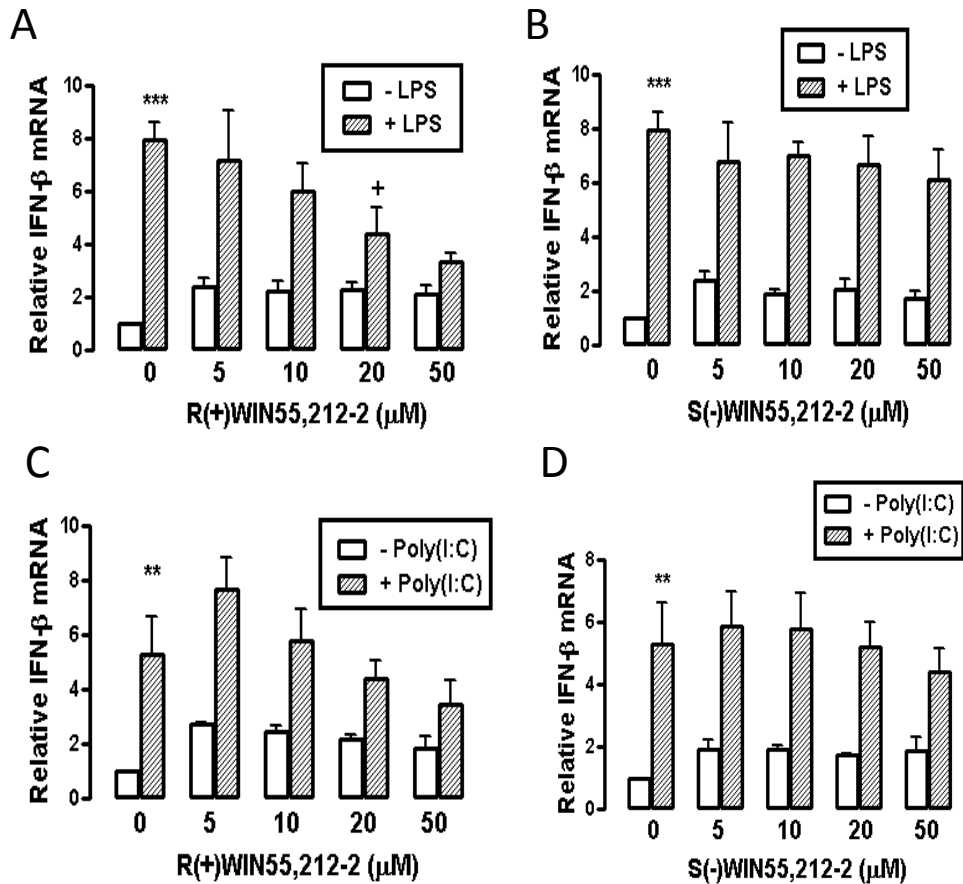 A
- LPS
+ LPS
Relative IFN-β mRNA
10
8
6
4
2
0
***
+
0 5 10 20 50
R(+)WIN55,212-2 (μM)
B
- LPS
+ LPS
Relative IFN-β mRNA
10
8
6
4
2
0
***
0 5 10 20 50
S(-)WIN55,212-2 (μM)
C
- Poly(I:C)
+ Poly(I:C)
Relative IFN-β mRNA
10
8
6
4
2
0
**
0 5 10 20 50
R(+)WIN55,212-2 (μM)
D
- Poly(I:C)
+ Poly(I:C)
Relative IFN-β mRNA
8
6
4
2
0
**
0 5 10 20 50
S(-)WIN55,212-2 (μM)